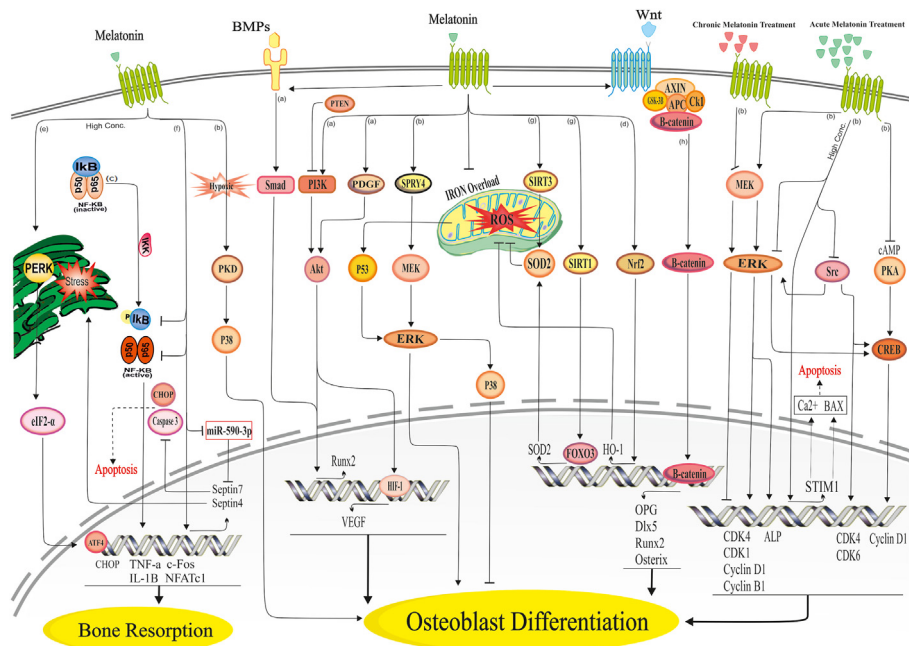 BMPs
Melatonin
Wnt
Chronic Melatonin Treatment
Acute Melatonin Treatment
Melatonin
(a)
PTEN
AXIN
GSK-3B
APC
Ck1
B-catenin
(e)
High Conc.
(f)
(b)
(a)
(a)
(b)
(g)
(g)
(d)
(h)
(b)
(b)
High Conc.
(b)
IkB
P50
P65
NF-KB
(inactive)
(c)
Hypoxic
Smad
PI3K
PDGF
SPRY4
IRON Overload
SIRT3
ROS
MEK
IKK
PERK
Stress
PKD
Akt
P53
MEK
SOD2
SIRT1
Nrf2
B-catenin
ERK
Src
cAMP
PKA
P
IkB
P50
P65
NF-KB
(active)
P38
ERK
CREB
P38
Apoptosis
Ca2+ BAX
CHOP
Caspase 3
eIF2-α
miR-590-3p
Apoptosis
Septin7
Septin4
Runx2
HIF-1
VEGF
SOD2
FOXO3
HO-1
B-catenin
STIM1
OPG
Dlx5
Runx2
Osterix
ATF4
CHOP
TNF-a c-Fos
IL-1B NFATc1
CDK4
CDK1
Cyclin D1
Cyclin B1
ALP
CDK4
CDK6
Cyclin D1
Bone Resorption
Osteoblast Differentiation